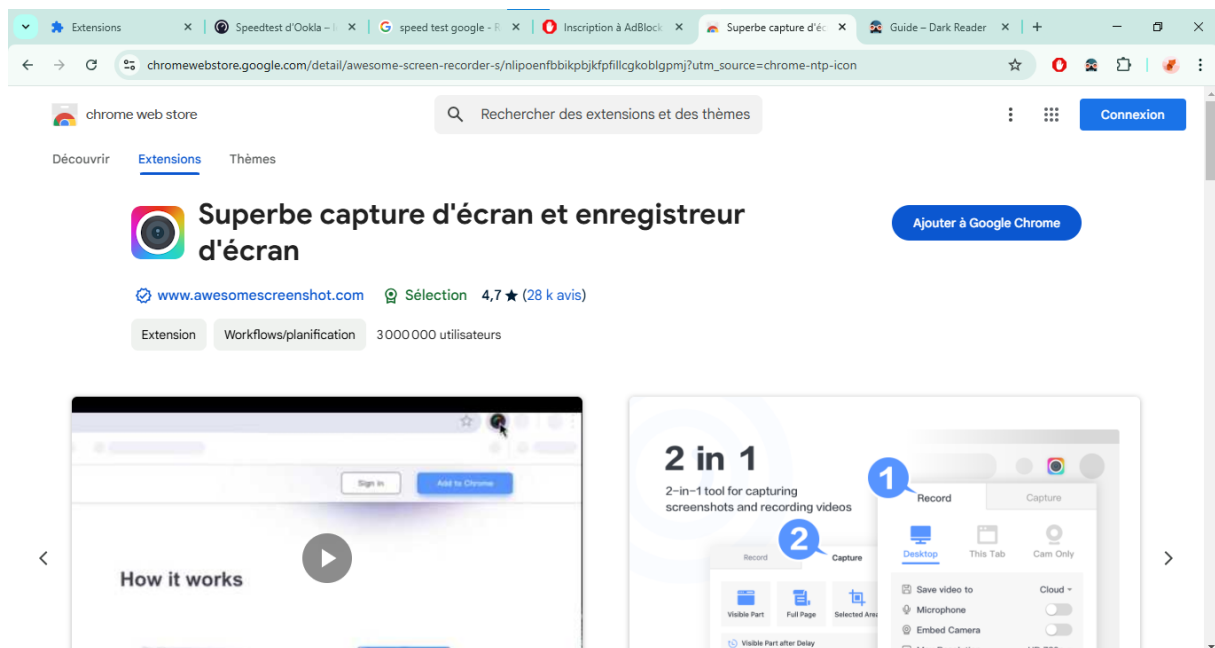 Extensions
Speedtest d'Ookla –
speed test google - R
Inscription à AdBlock
Superbe capture d'éc
Guide – Dark Reader
chromewebstore.google.com/detail/awesome-screen-recorder-s/nlipoenfbbikpbjkfpfillcgkoblgpmj?utm_source=chrome-ntp-icon
chrome web store
Rechercher des extensions et des thèmes
Connexion
Découvrir
Extensions
Thèmes
Superbe capture d'écran et enregistreur
d'écran
Ajouter à Google Chrome
www.awesomescreenshot.com
Sélection
4,7 ★ (28 k avis)
Extension
Workflows/planification
3 000 000 utilisateurs
Sign in
Add to Chrome
How it works
2 in 1
2-in-1 tool for capturing
screenshots and recording videos
1
Record
Capture
Desktop
This Tab
Cam Only
Save video to
Cloud
Microphone
Embed Camera
2
Record
Capture
Visible Part
Full Page
Selected Area
Visible Part after Delay